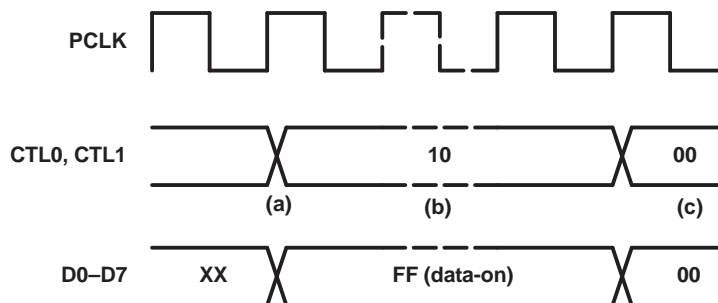 PCLK
CTL0, CTL1 10 00
(a) (b) (c)
D0–D7 XX FF (data-on) 00